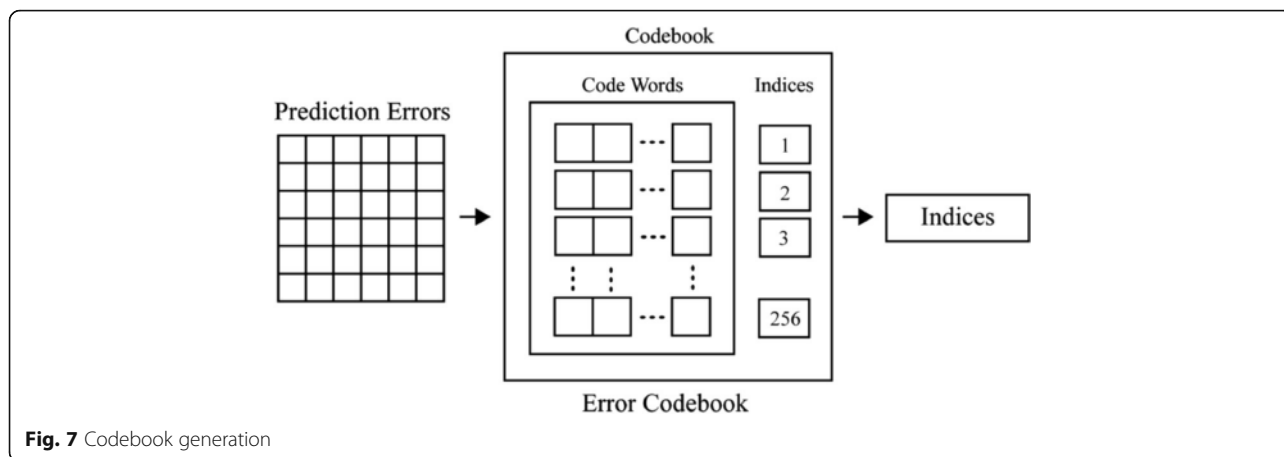 Codebook
Code Words
Indices
Prediction Errors
1
2
3
256
Indices
Error Codebook
Fig. 7 Codebook generation